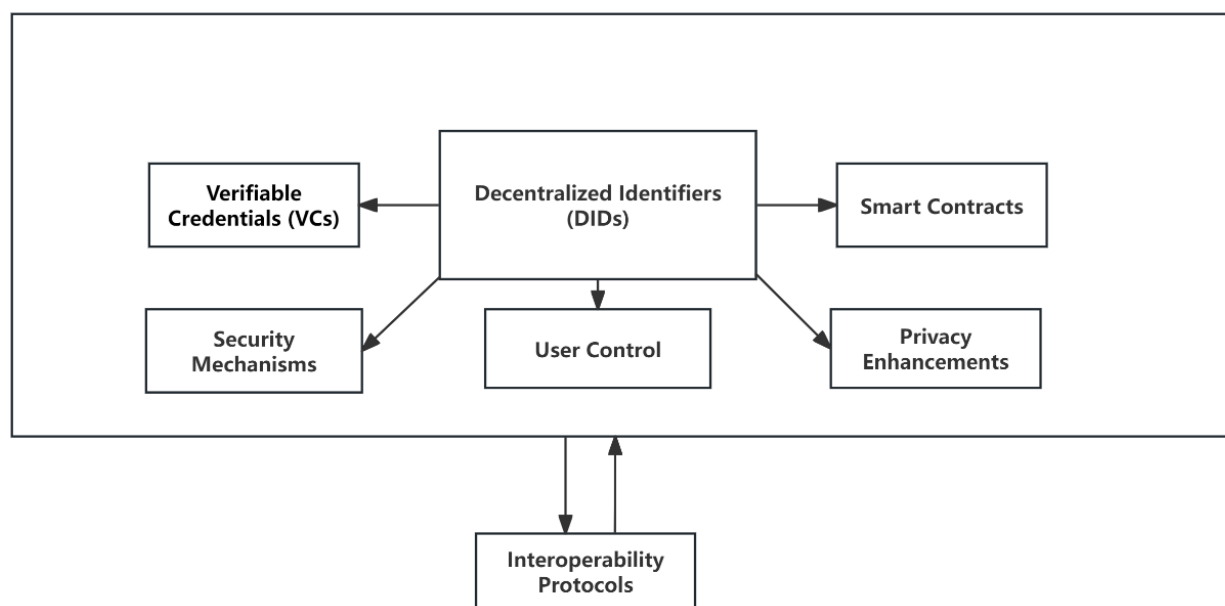 Decentralized Identifiers
(DIDs)
Verifiable
Credentials (VCs)
Smart Contracts
Security
Mechanisms
User Control
Privacy
Enhancements
Interoperability
Protocols